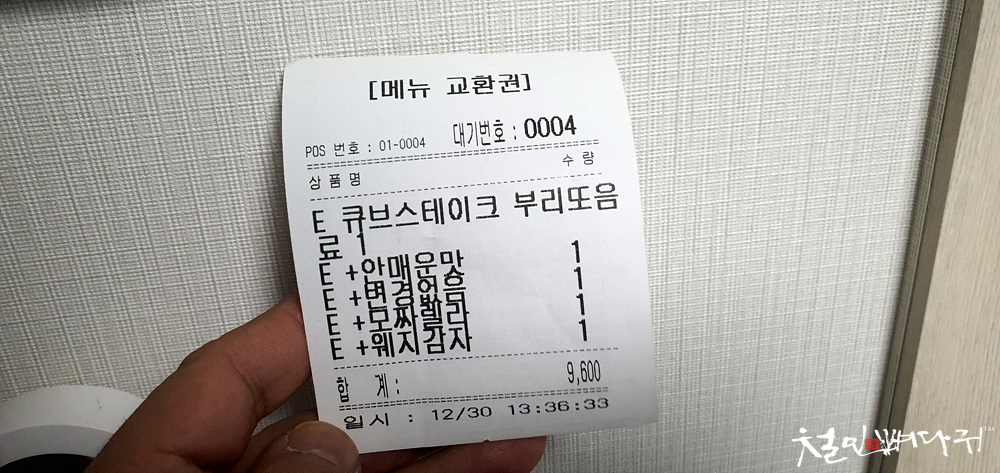 [메뉴 교환권]
POS 번호 : 01-0004 대기번호 : 0004
상 품 명 수 량
E 큐브스테이크 부리또음
료 1
E +안매운맛 1
E +변경없음 1
E +모짜렐라 1
E +웨지감자 1
합 계 : 9,600
일시 : 12/30 13:36:33